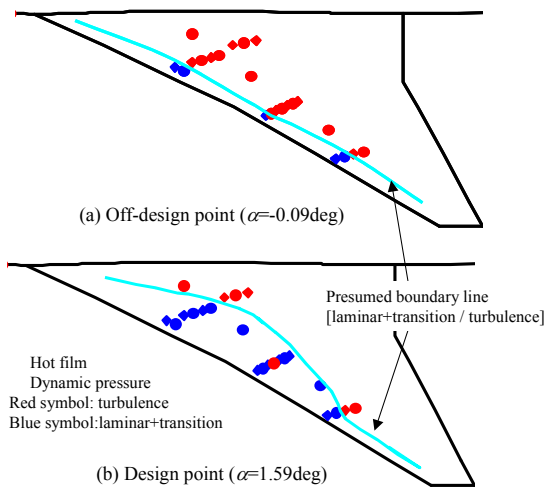 (a) Off-design point (α=-0.09deg)
Presumed boundary line
[laminar+transition / turbulence]
Hot film
Dynamic pressure
Red symbol: turbulence
Blue symbol:laminar+transition
(b) Design point (α=1.59deg)